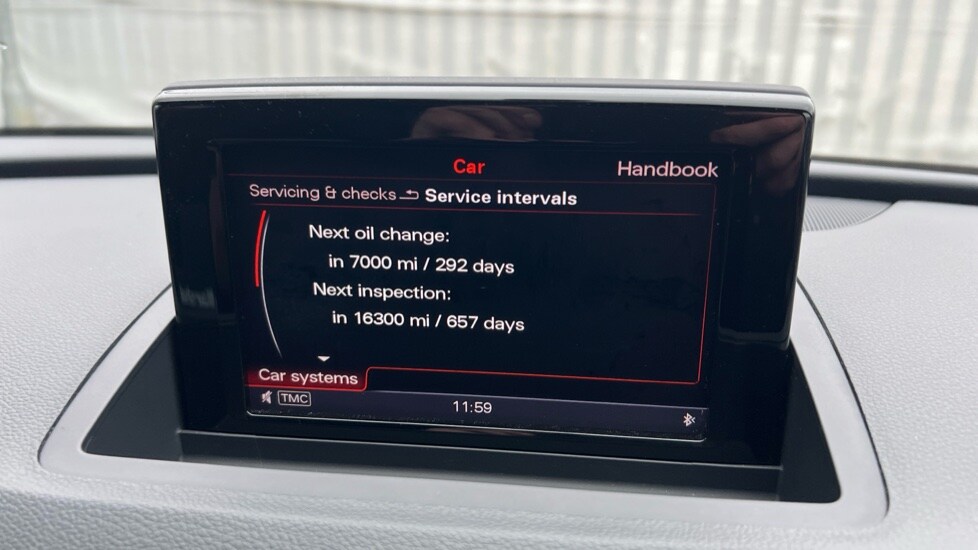 Car Handbook
Servicing & checks Service intervals
Next oil change:
in 7000 mi / 292 days
Next inspection:
in 16300 mi / 657 days
Car systems
TMC 11:59